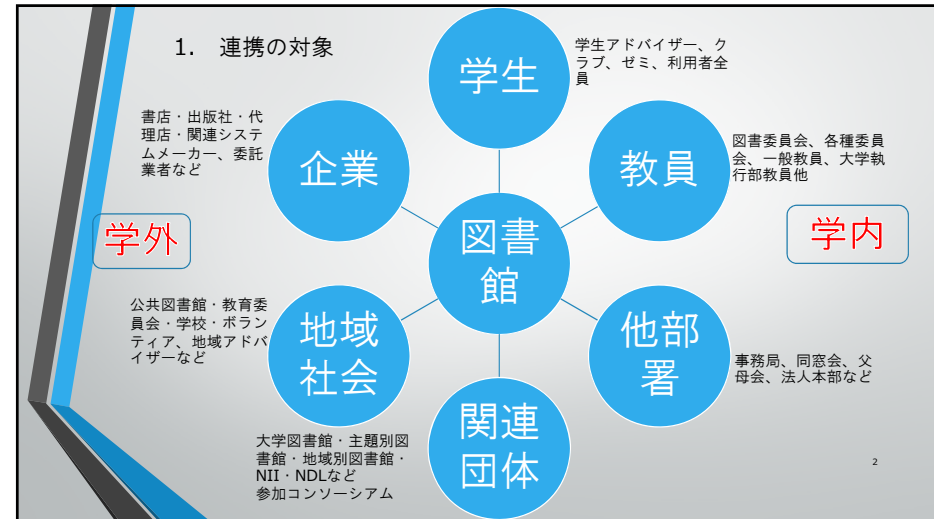 1. 連携の対象
学生
学生アドバイザー、ク
ラブ、ゼミ、利用者全
員
書店・出版社・代
理店・関連システ
ムメーカー、委託
業者など
企業
教員
図書委員会、各種委員
会、一般教員、大学執
行部教員他
学外
図書
館
学内
公共図書館・教育委
員会・学校・ボラン
ティア、地域アドバ
イザーなど
地域
社会
他部
署
事務局、同窓会、父
母会、法人本部など
大学図書館・主題別図
書館・地域別図書館・
NII・NDLなど
参加コンソーシアム
関連
団体
2